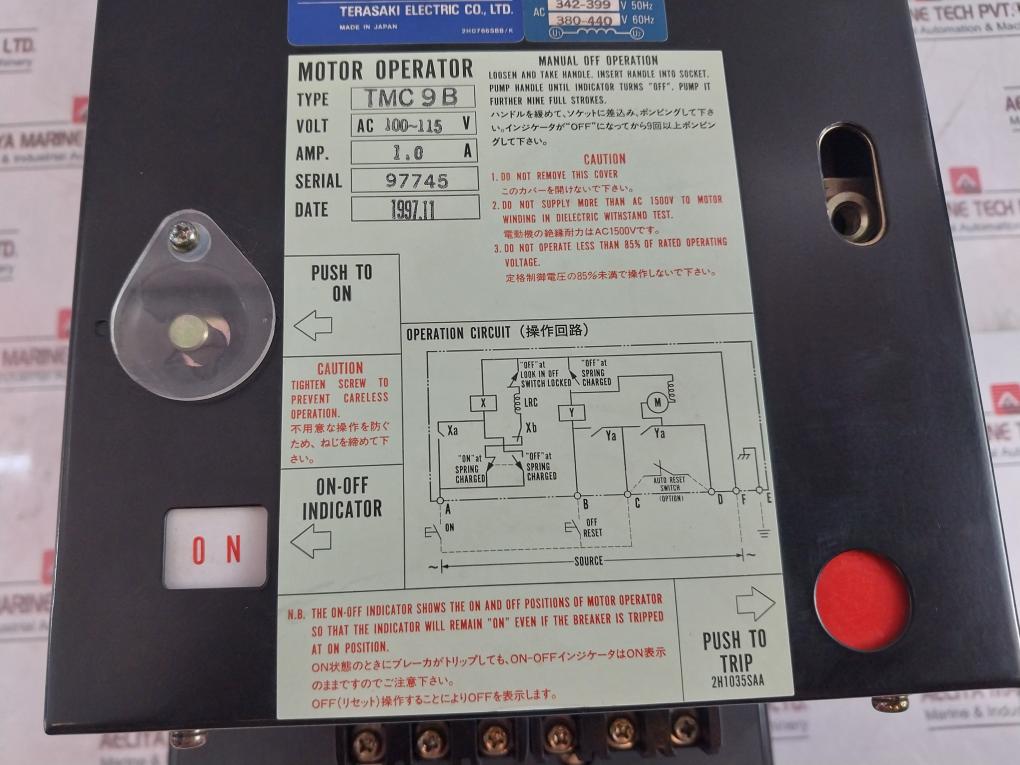 TERASAKI ELECTRIC CO., LTD.
MADE IN JAPAN
2H0766SBB/K
AC 342-399 V 50Hz
380-440 V 60Hz
U₁ U₂
MOTOR OPERATOR
TYPE TMC 9 B
VOLT AC 100~115 V
AMP. 1.0 A
SERIAL 97745
DATE 1997.11
MANUAL OFF OPERATION
LOOSEN AND TAKE HANDLE. INSERT HANDLE INTO SOCKET.
PUMP HANDLE UNTIL INDICATOR TURNS "OFF". PUMP IT
FURTHER NINE FULL STROKES.
ハンドルを緩めて、ソケットに差込み、ポンピングして下さ
い。インジケータが"OFF"になってから9回以上ポンピン
グして下さい。
CAUTION
1. DO NOT REMOVE THIS COVER
このカバーを開けないで下さい。
2. DO NOT SUPPLY MORE THAN AC 1500V TO MOTOR
WINDING IN DIELECTRIC WITHSTAND TEST.
電動機の絶縁耐力はAC1500Vです。
3. DO NOT OPERATE LESS THAN 85% OF RATED OPERATING
VOLTAGE.
定格制御電圧の85%未満で操作しないで下さい。
PUSH TO
ON
CAUTION
TIGHTEN SCREW TO
PREVENT CARELESS
OPERATION.
不用意な操作を防ぐ
ため、ねじを締めて下
さい。
ON-OFF
INDICATOR
ON
OPERATION CIRCUIT (操作回路)
"OFF" at
LOOK IN OFF
SWITCH LOCKED
"OFF" at
SPRING
CHARGED
X
LRC
Y
M
Xa
Xb
Ya
Ya
"ON" at
SPRING
CHARGED
"OFF" at
SPRING
CHARGED
AUTO RESET
SWITCH
(OPTION)
A
B
C
D
F
E
ON
OFF
RESET
~ SOURCE ~
N.B. THE ON-OFF INDICATOR SHOWS THE ON AND OFF POSITIONS OF MOTOR OPERATOR
SO THAT THE INDICATOR WILL REMAIN "ON" EVEN IF THE BREAKER IS TRIPPED
AT ON POSITION.
ON状態のときにブレーカがトリップしても、ON-OFFインジケータはON表示
のままですのでご注意下さい。
OFF(リセット)操作することによりOFFを表示します。
PUSH TO
TRIP
2H1035SAA